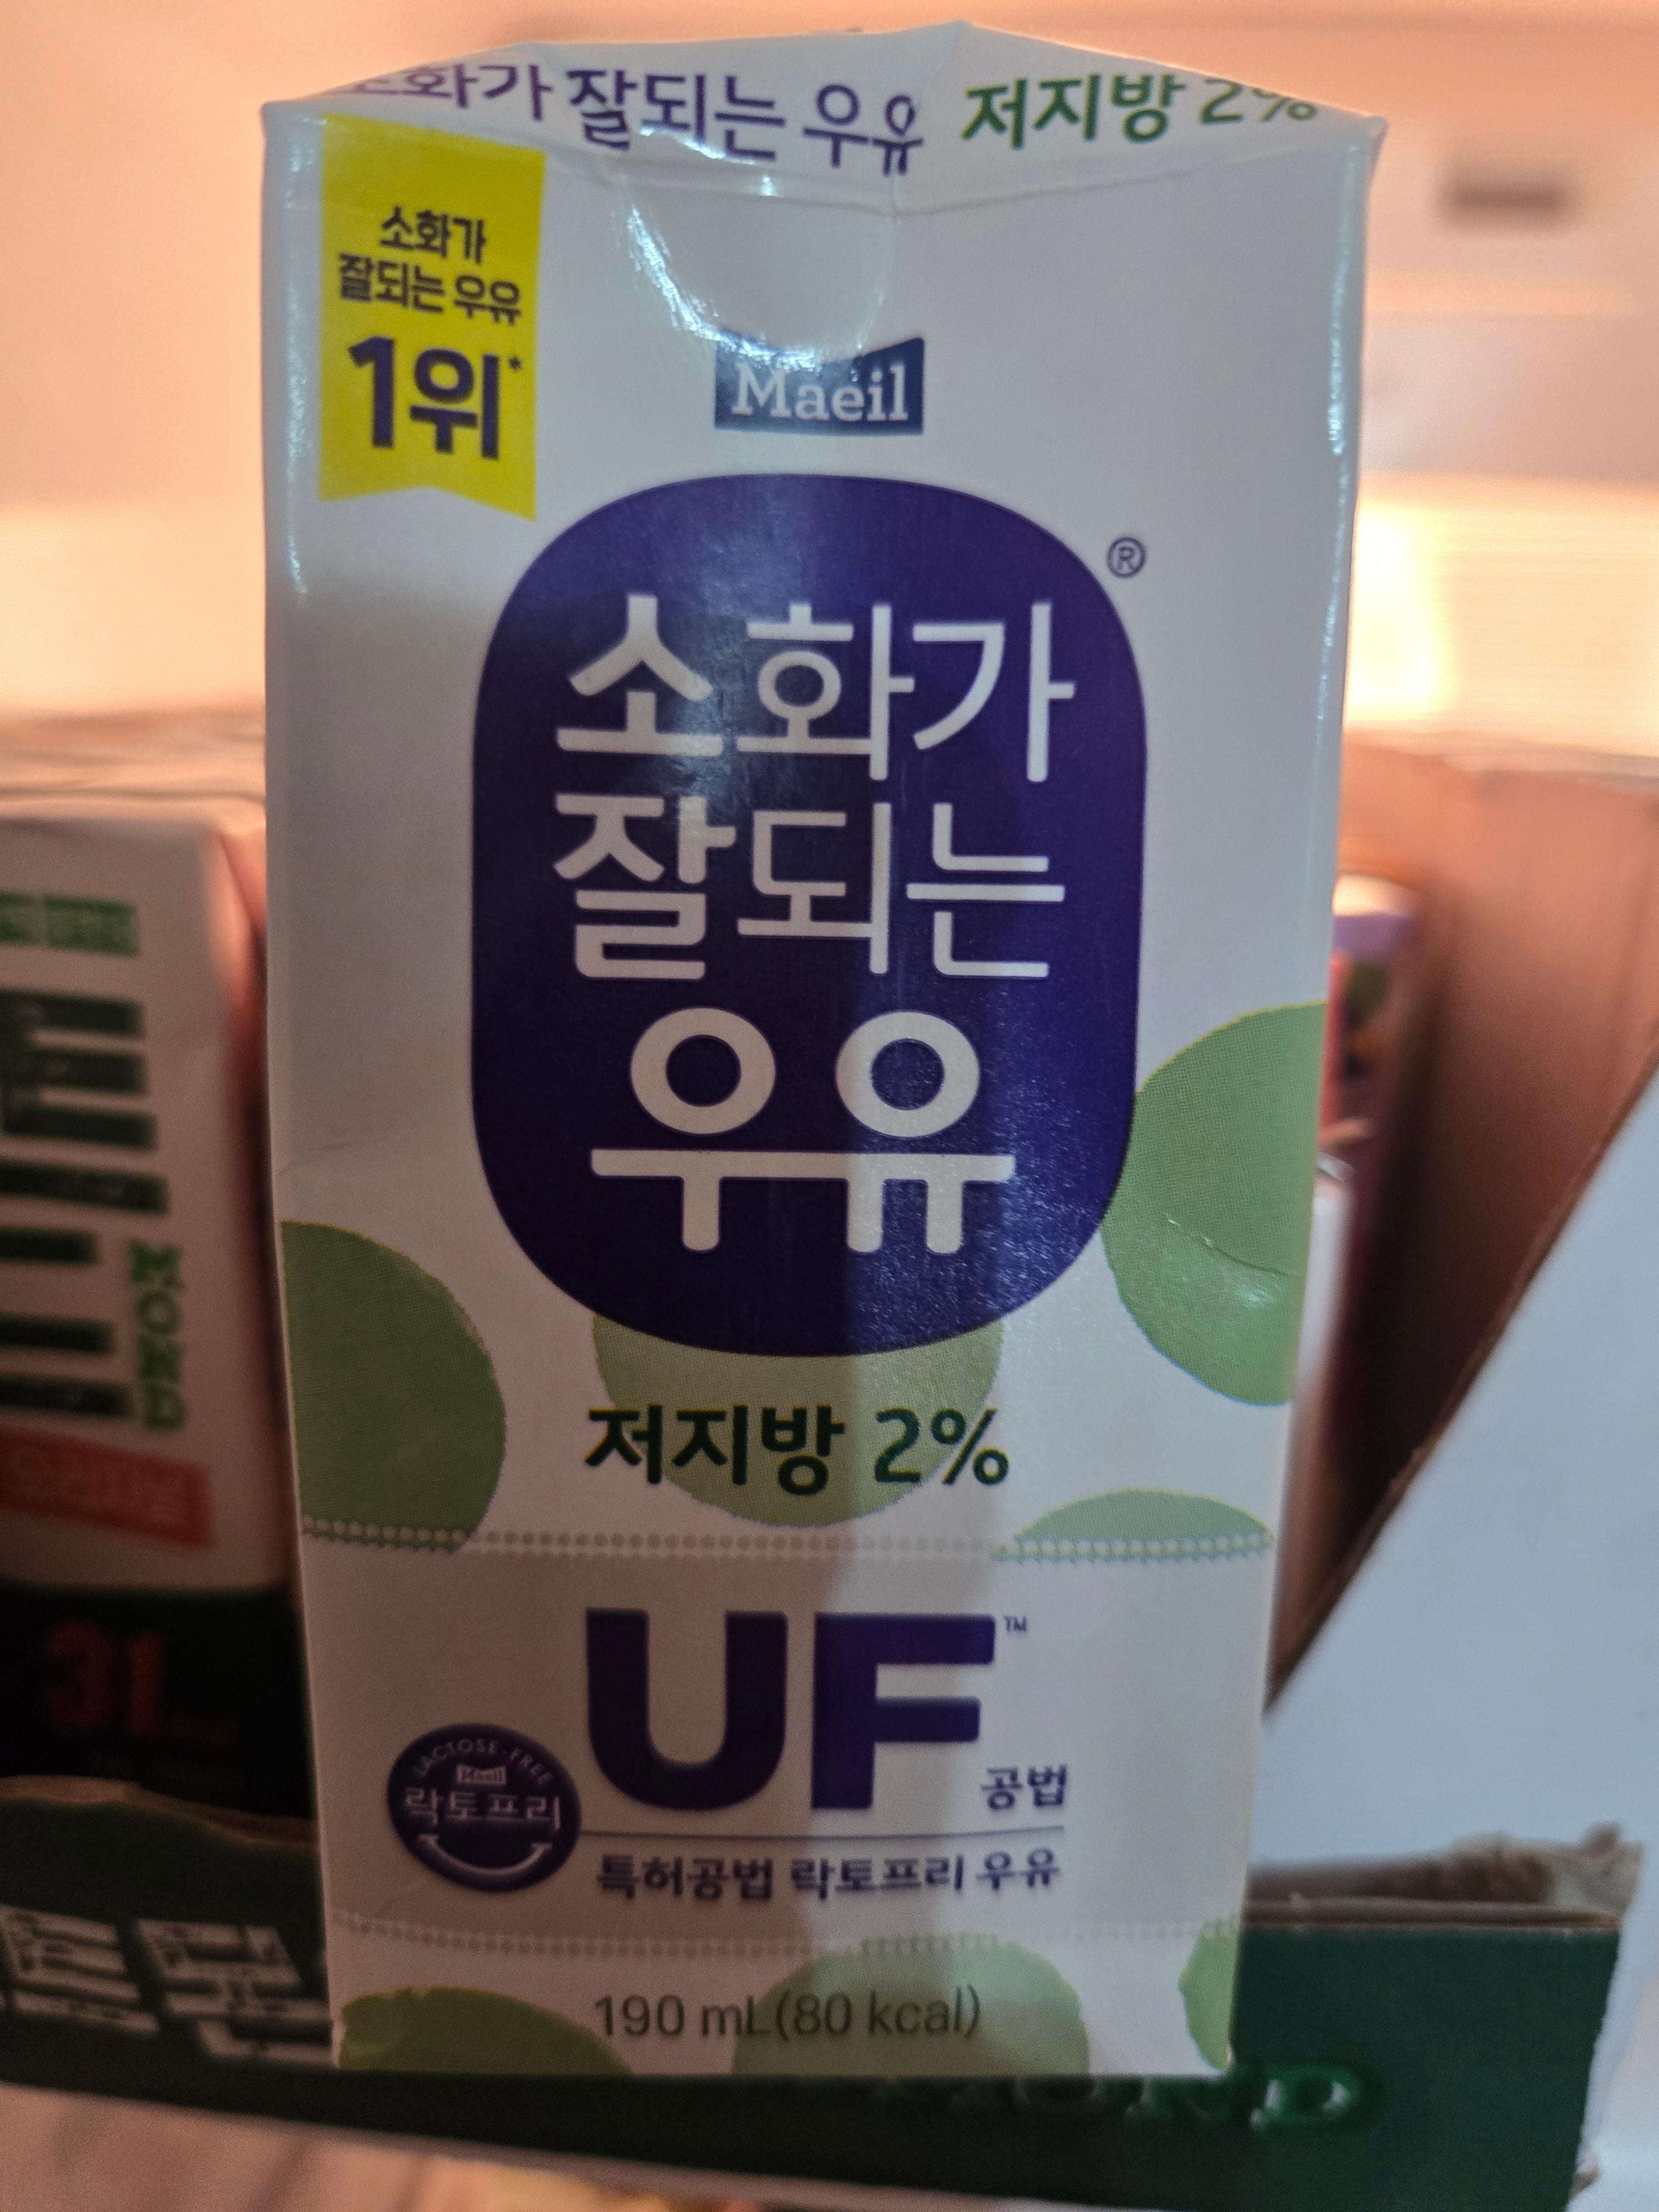 소화가 잘되는 우유 저지방 2%
소화가
잘되는 우유
1위*
Maeil
®
소화가
잘되는
우유
저지방 2%
UF™
공법
LACTOSE-FREE
Maeil
락토프리
특허공법 락토프리 우유
190 mL(80 kcal)
MOND
31